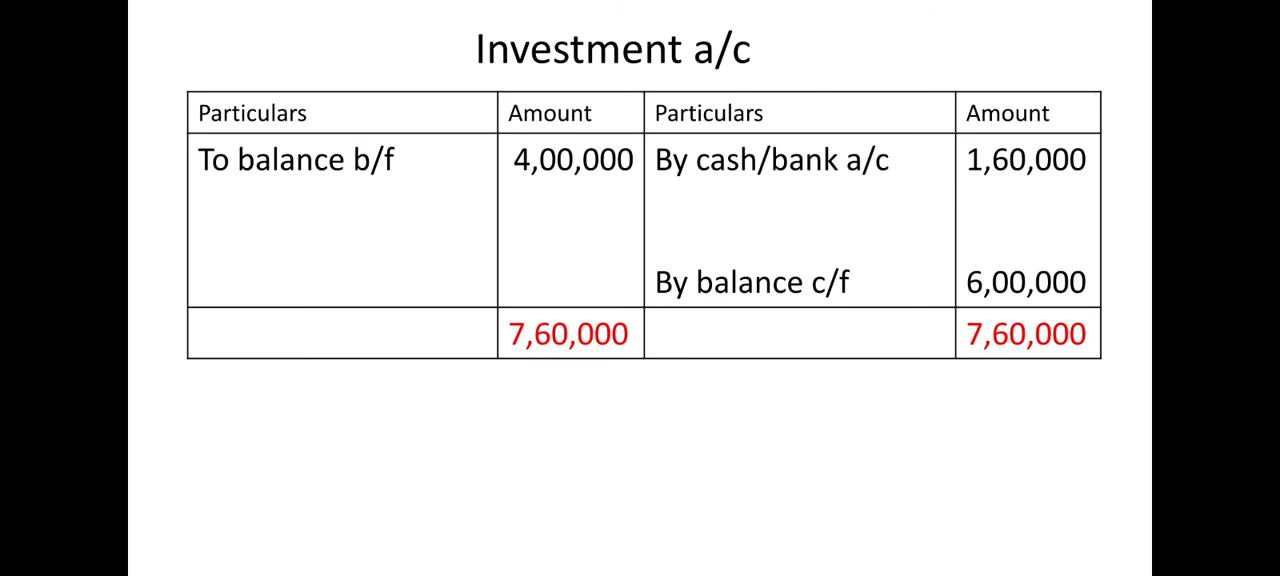 Investment a/c
Particulars Amount Particulars Amount
To balance b/f 4,00,000 By cash/bank a/c 1,60,000
By balance c/f 6,00,000
7,60,000 7,60,000